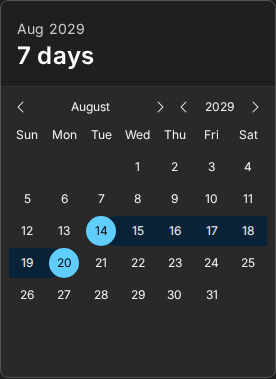 Aug 2029
7 days
August 2029
Sun Mon Tue Wed Thu Fri Sat
1 2 3 4
5 6 7 8 9 10 11
12 13 14 15 16 17 18
19 20 21 22 23 24 25
26 27 28 29 30 31